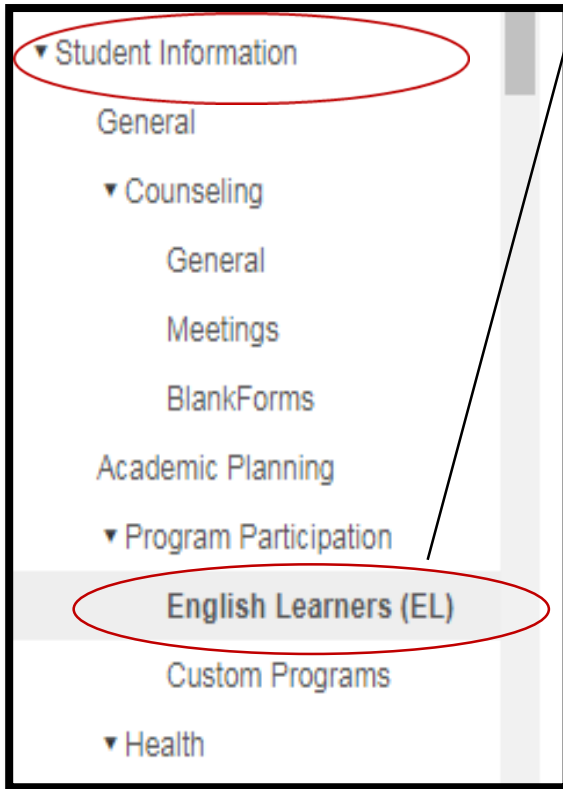 ▾ Student Information
General
▾ Counseling
General
Meetings
BlankForms
Academic Planning
▾ Program Participation
English Learners (EL)
Custom Programs
▾ Health